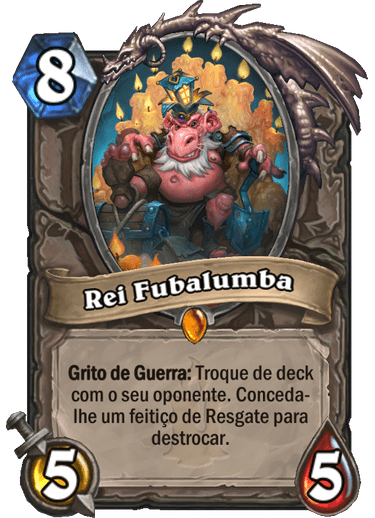 8
Rei Fubalumba
Grito de Guerra: Troque de deck
com o seu oponente. Conceda-
lhe um feitiço de Resgate para
destrocar.
5
5